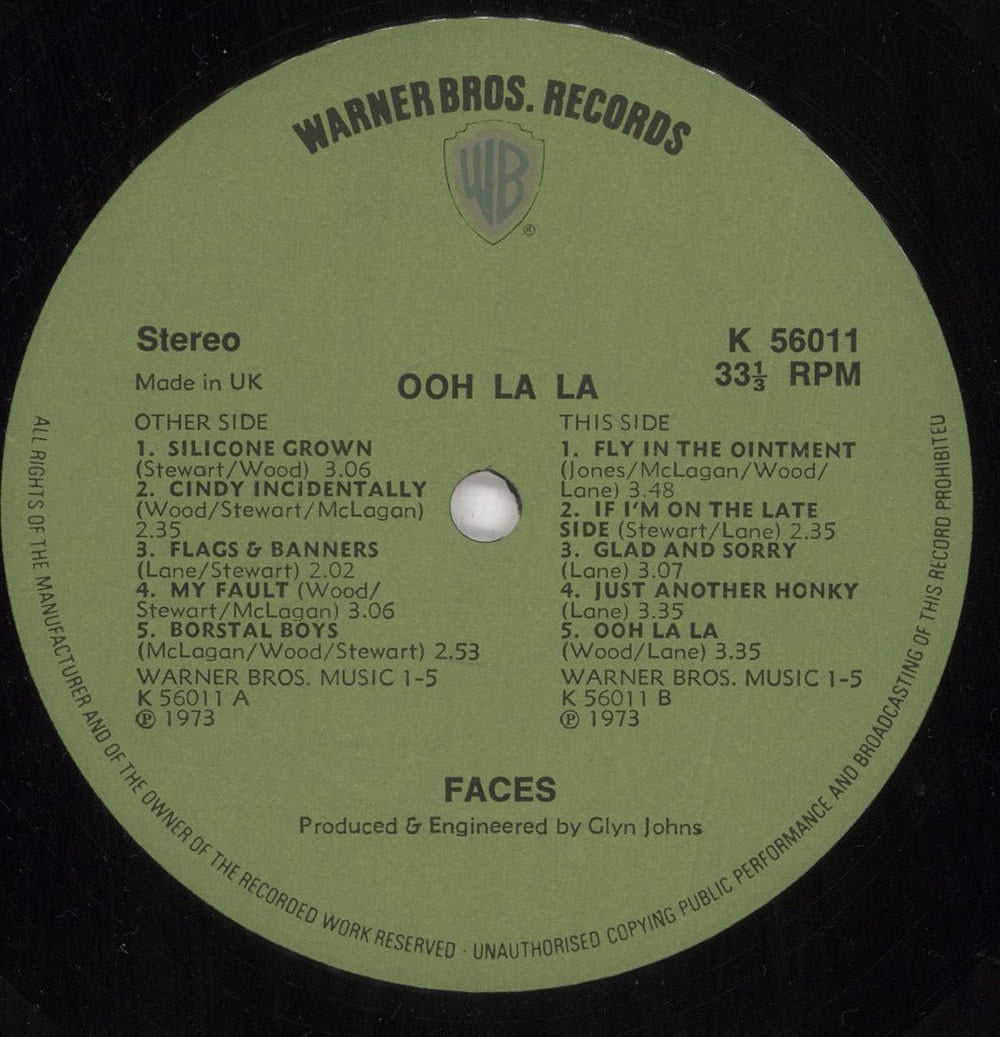 WARNER BROS. RECORDS
WB
®
Stereo
K 56011
Made in UK
33⅓ RPM
OOH LA LA
OTHER SIDE
1. SILICONE GROWN
(Stewart/Wood) 3.06
2. CINDY INCIDENTALLY
(Wood/Stewart/McLagan)
2.35
3. FLAGS & BANNERS
(Lane/Stewart) 2.02
4. MY FAULT (Wood/
Stewart/McLagan) 3.06
5. BORSTAL BOYS
(McLagan/Wood/Stewart) 2.53
WARNER BROS. MUSIC 1-5
K 56011 A
℗ 1973
THIS SIDE
1. FLY IN THE OINTMENT
(Jones/McLagan/Wood/
Lane) 3.48
2. IF I'M ON THE LATE
SIDE (Stewart/Lane) 2.35
3. GLAD AND SORRY
(Lane) 3.07
4. JUST ANOTHER HONKY
(Lane) 3.35
5. OOH LA LA
(Wood/Lane) 3.35
WARNER BROS. MUSIC 1-5
K 56011 B
℗ 1973
FACES
Produced & Engineered by Glyn Johns
ALL RIGHTS OF THE MANUFACTURER AND OF THE OWNER OF THE RECORDED WORK RESERVED · UNAUTHORISED COPYING PUBLIC PERFORMANCE AND BROADCASTING OF THIS RECORD PROHIBITED